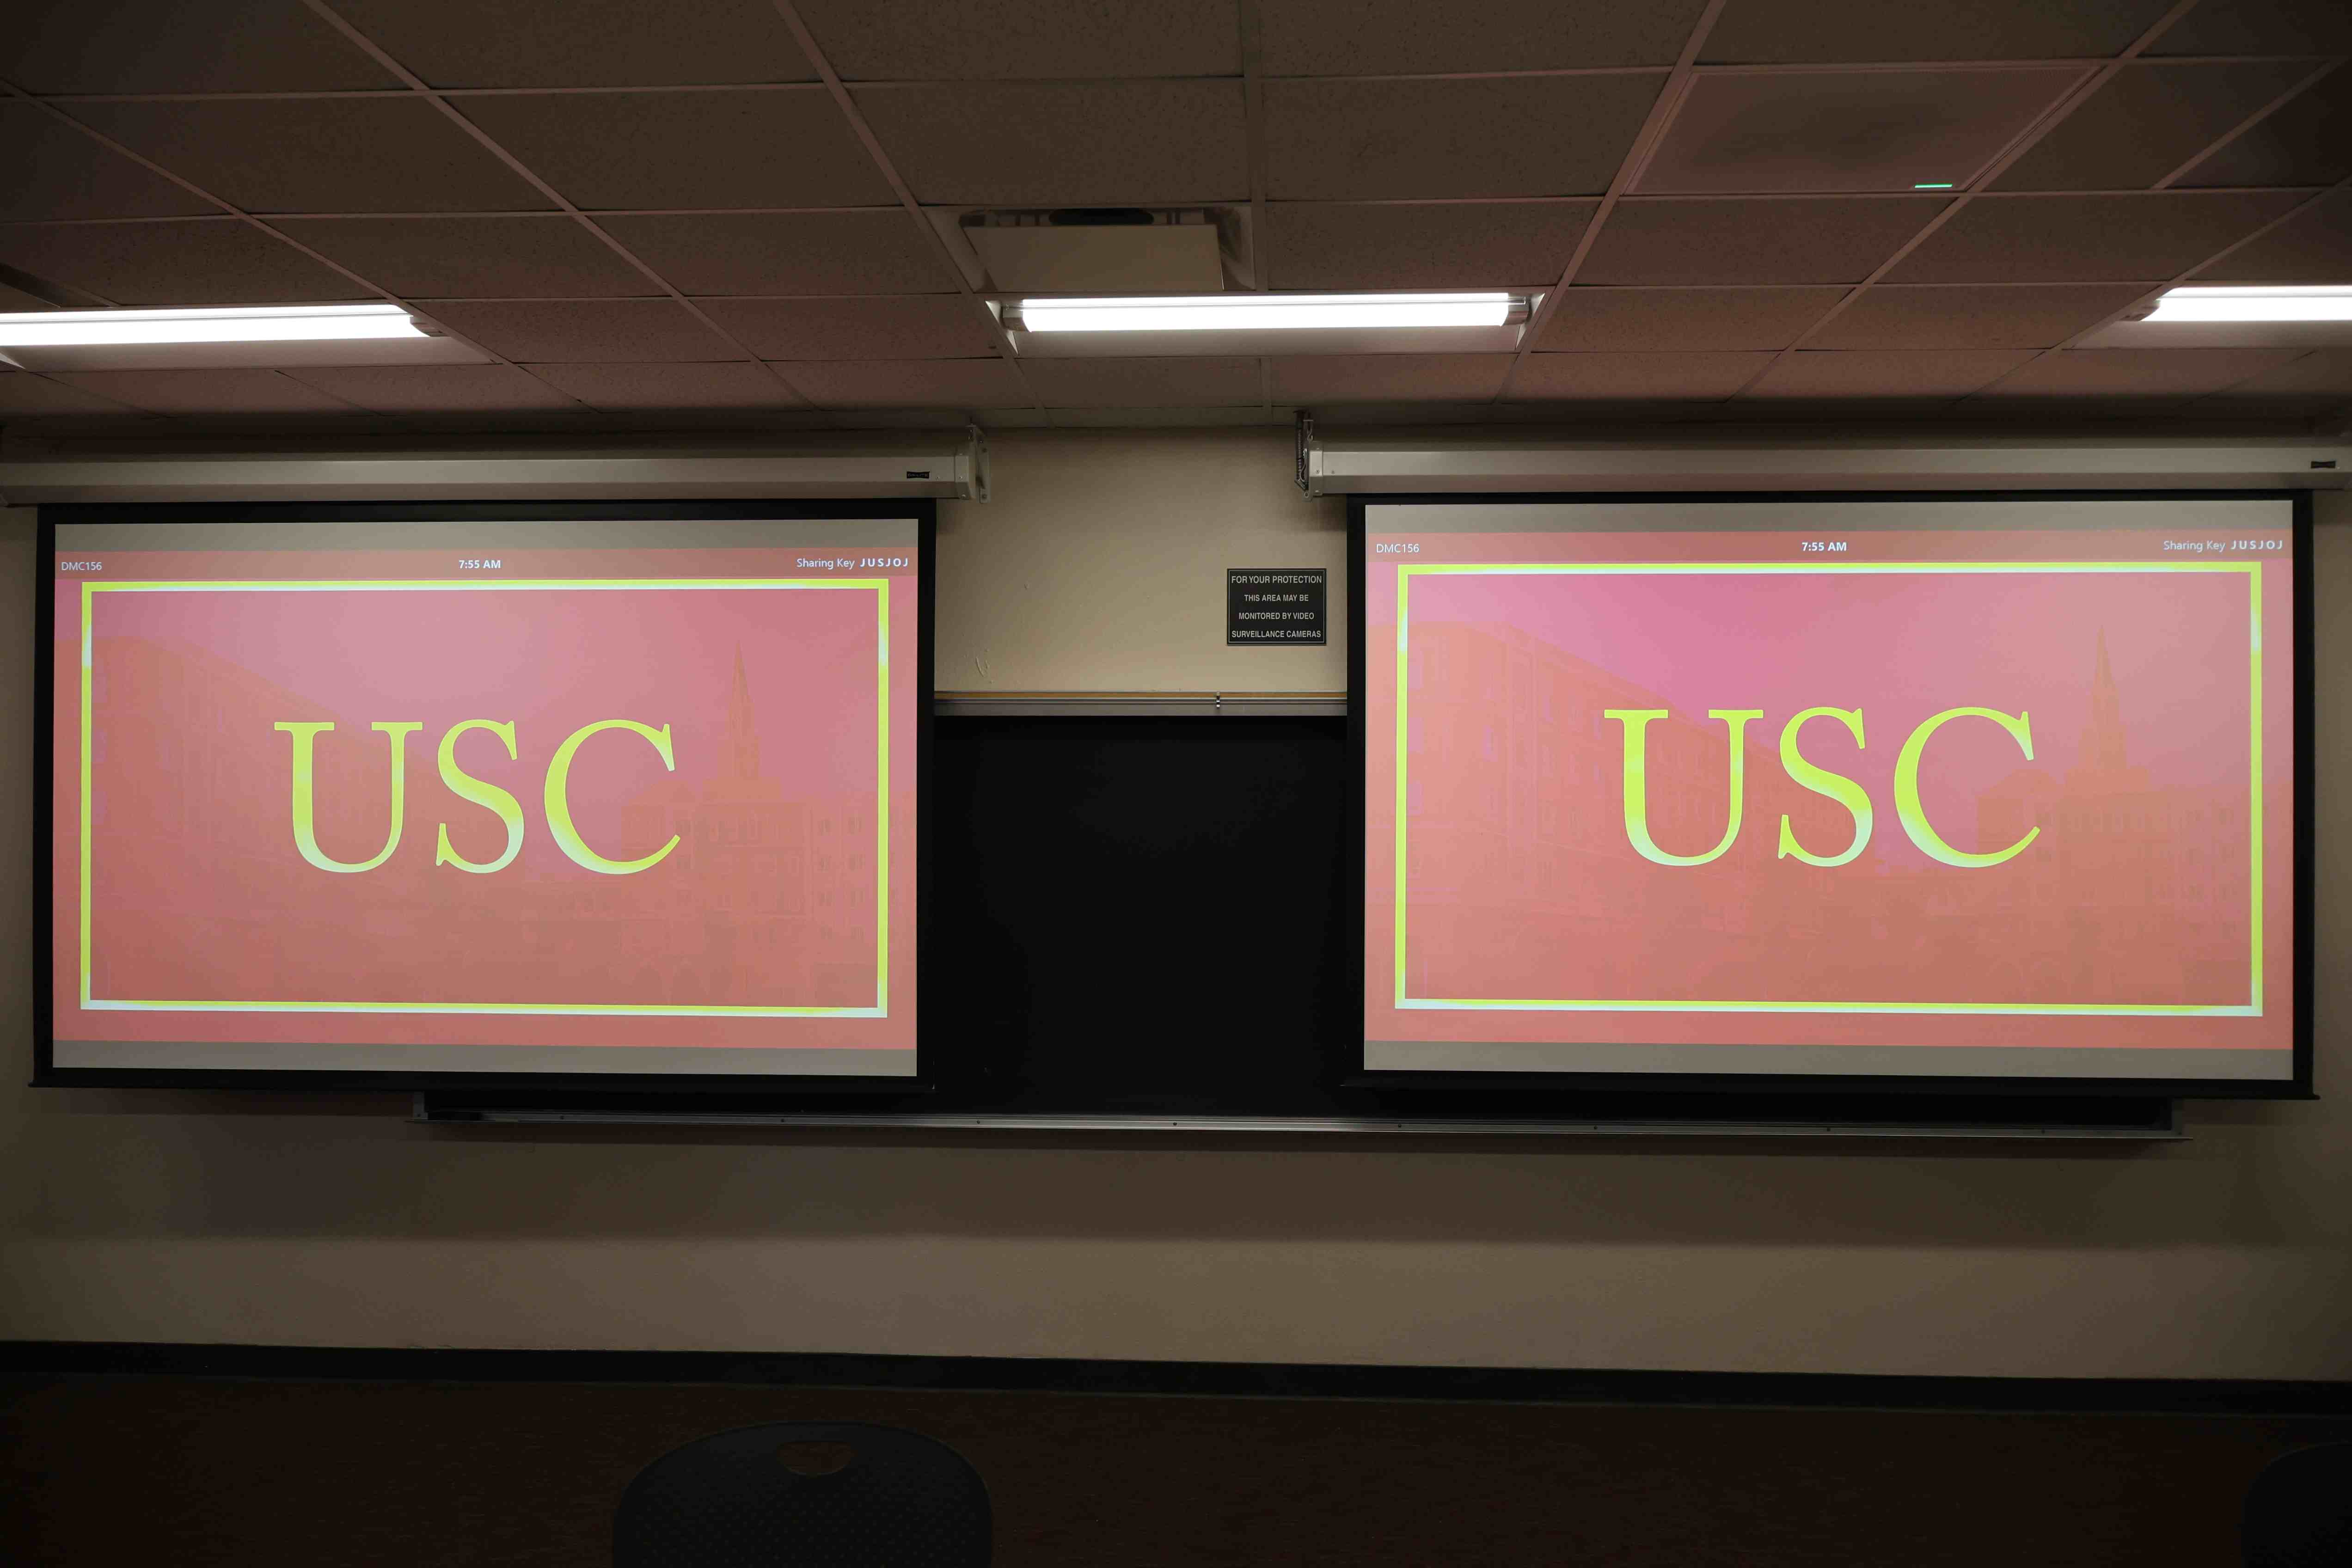 DMC156
7:55 AM
Sharing Key JUSJOJ
USC
FOR YOUR PROTECTION
THIS AREA MAY BE
MONITORED BY VIDEO
SURVEILLANCE CAMERAS
DMC156
7:55 AM
Sharing Key JUSJOJ
USC